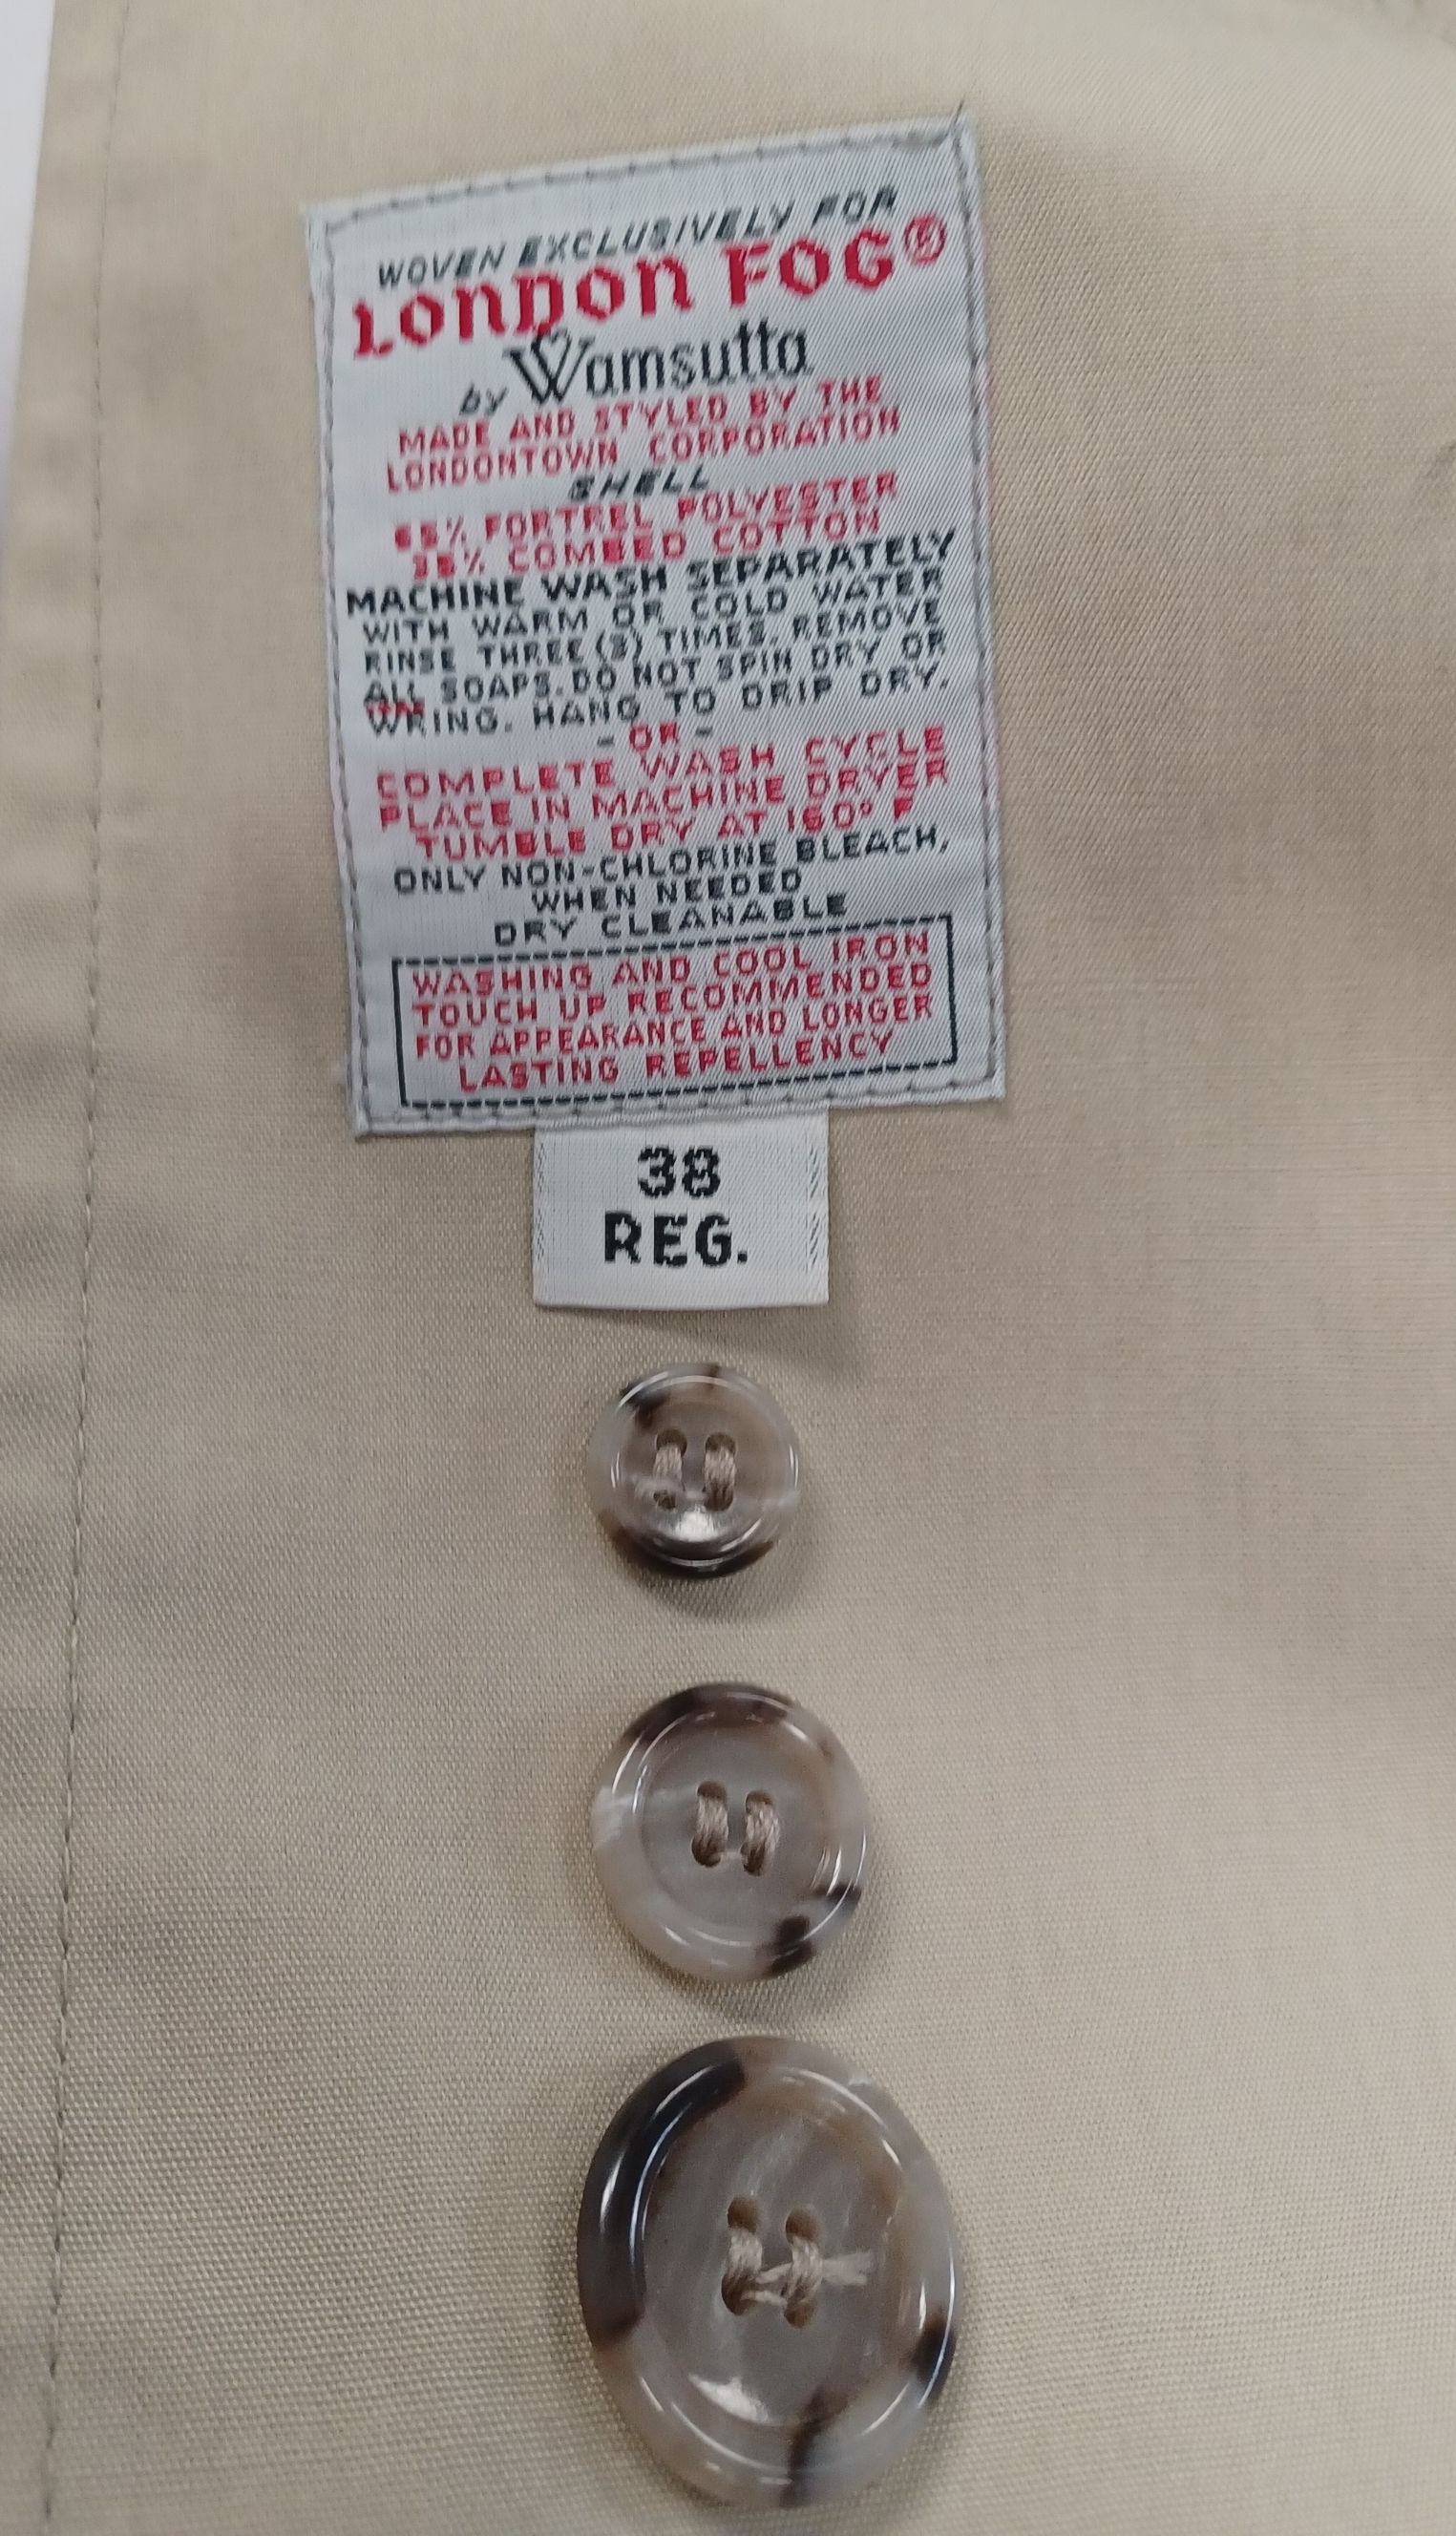 WOVEN EXCLUSIVELY FOR
LONDON FOG®
by Wamsutta
MADE AND STYLED BY THE
LONDONTOWN CORPORATION
SHELL
65% FORTREL POLYESTER
35% COMBED COTTON
MACHINE WASH SEPARATELY
WITH WARM OR COLD WATER
RINSE THREE (3) TIMES. REMOVE
ALL SOAPS. DO NOT SPIN DRY OR
WRING. HANG TO DRIP DRY.
- OR -
COMPLETE WASH CYCLE
PLACE IN MACHINE DRYER
TUMBLE DRY AT 160° F
ONLY NON-CHLORINE BLEACH,
WHEN NEEDED
DRY CLEANABLE
WASHING AND COOL IRON
TOUCH UP RECOMMENDED
FOR APPEARANCE AND LONGER
LASTING REPELLENCY
38
REG.